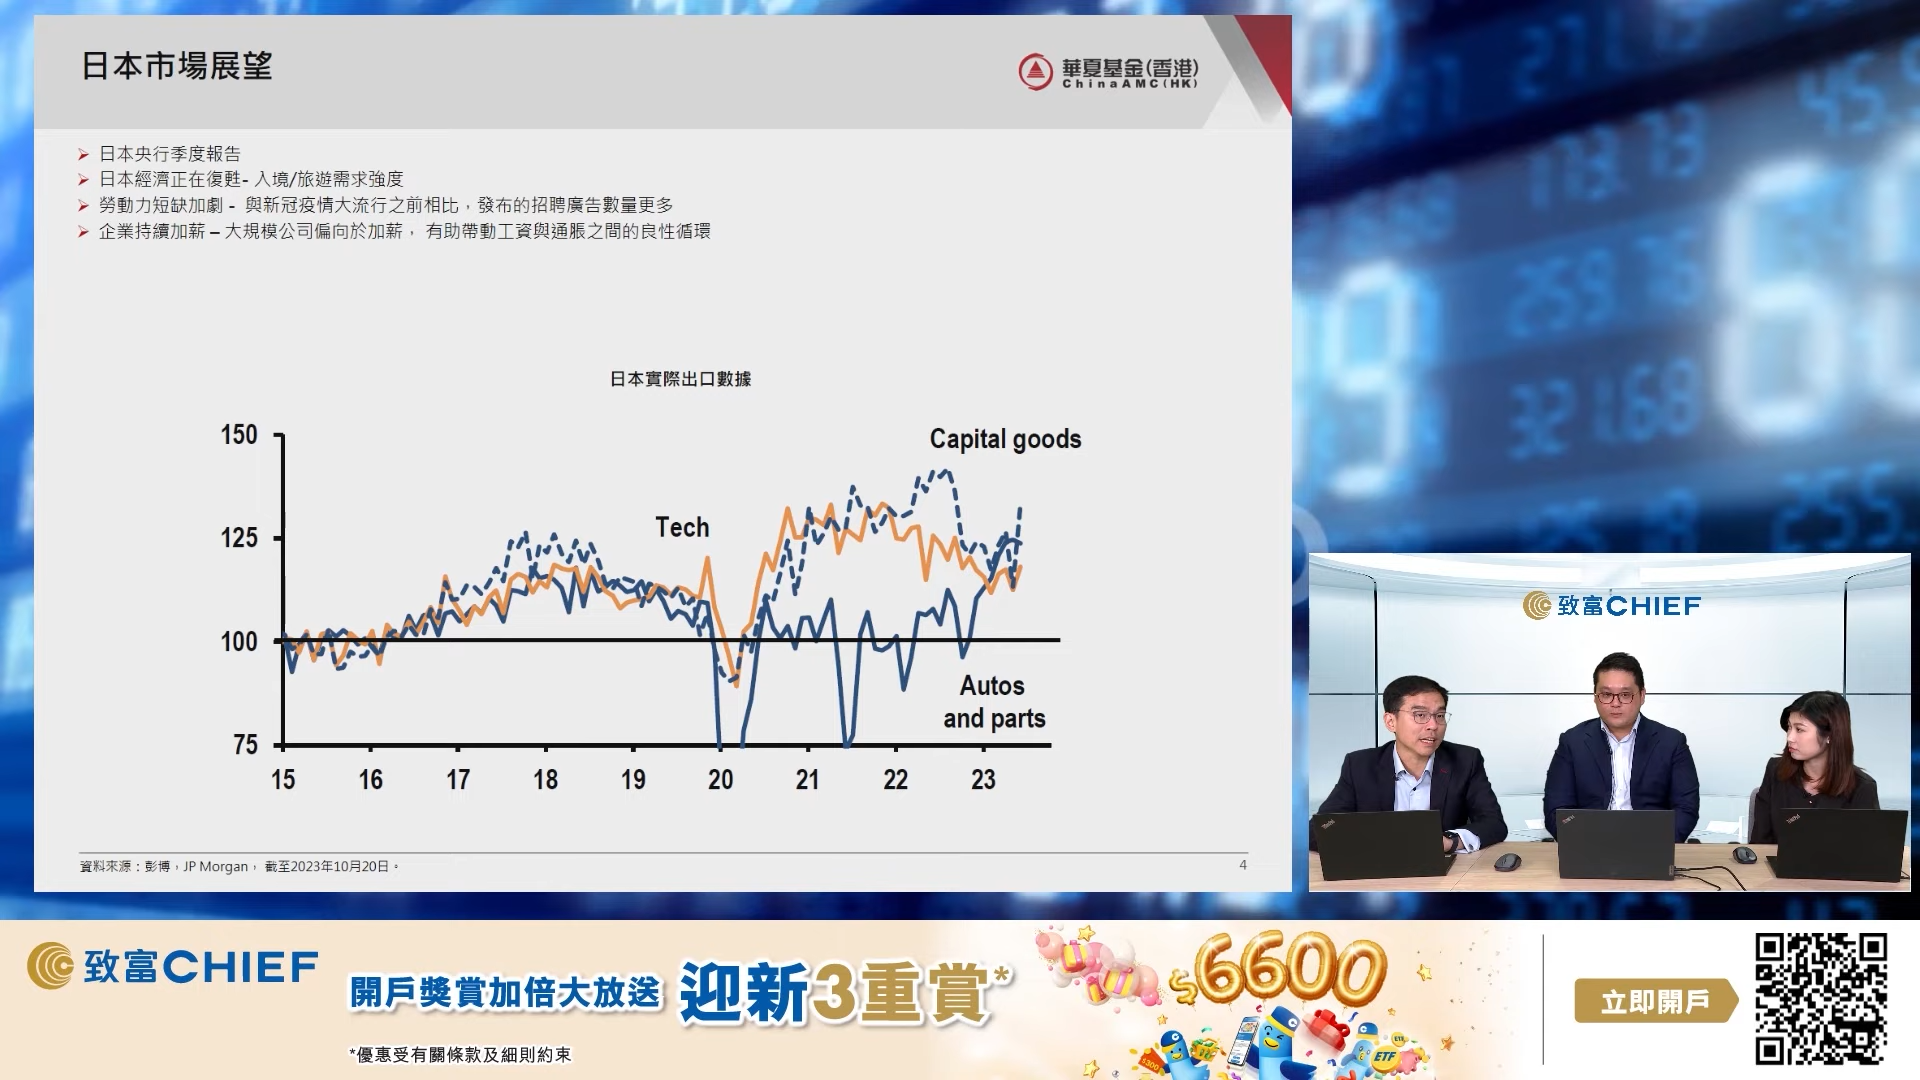 日本市場展望
華夏基金(香港)
ChinaAMC(HK)
日本央行季度報告
日本經濟正在復甦- 入境/旅遊需求強度
勞動力短缺加劇 - 與新冠疫情大流行之前相比，發布的招聘廣告數量更多
企業持續加薪 – 大規模公司偏向於加薪， 有助帶動工資與通脹之間的良性循環
日本實際出口數據
150
125
100
75
Capital goods
Tech
Autos
and parts
15 16 17 18 19 20 21 22 23
資料來源：彭博，JP Morgan， 截至2023年10月20日。
4
致富CHIEF
致富CHIEF
開戶獎賞加倍大放送
迎新3重賞*
*優惠受有關條款及細則約束
$6600
ETF
立即開戶